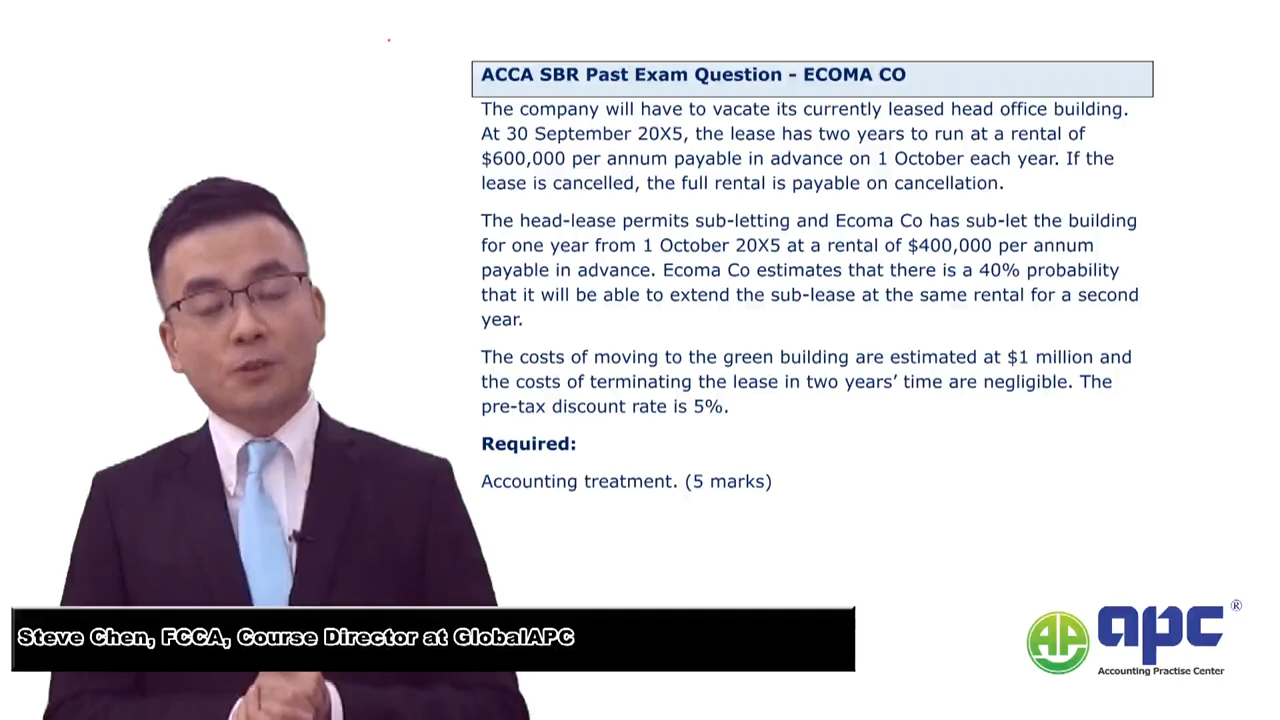 ACCA SBR Past Exam Question - ECOMA CO
The company will have to vacate its currently leased head office building.
At 30 September 20X5, the lease has two years to run at a rental of
$600,000 per annum payable in advance on 1 October each year. If the
lease is cancelled, the full rental is payable on cancellation.
The head-lease permits sub-letting and Ecoma Co has sub-let the building
for one year from 1 October 20X5 at a rental of $400,000 per annum
payable in advance. Ecoma Co estimates that there is a 40% probability
that it will be able to extend the sub-lease at the same rental for a second
year.
The costs of moving to the green building are estimated at $1 million and
the costs of terminating the lease in two years’ time are negligible. The
pre-tax discount rate is 5%.
Required:
Accounting treatment. (5 marks)
Steve Chen, FCCA, Course Director at GlobalAPC
AP apc ®
Accounting Practise Center